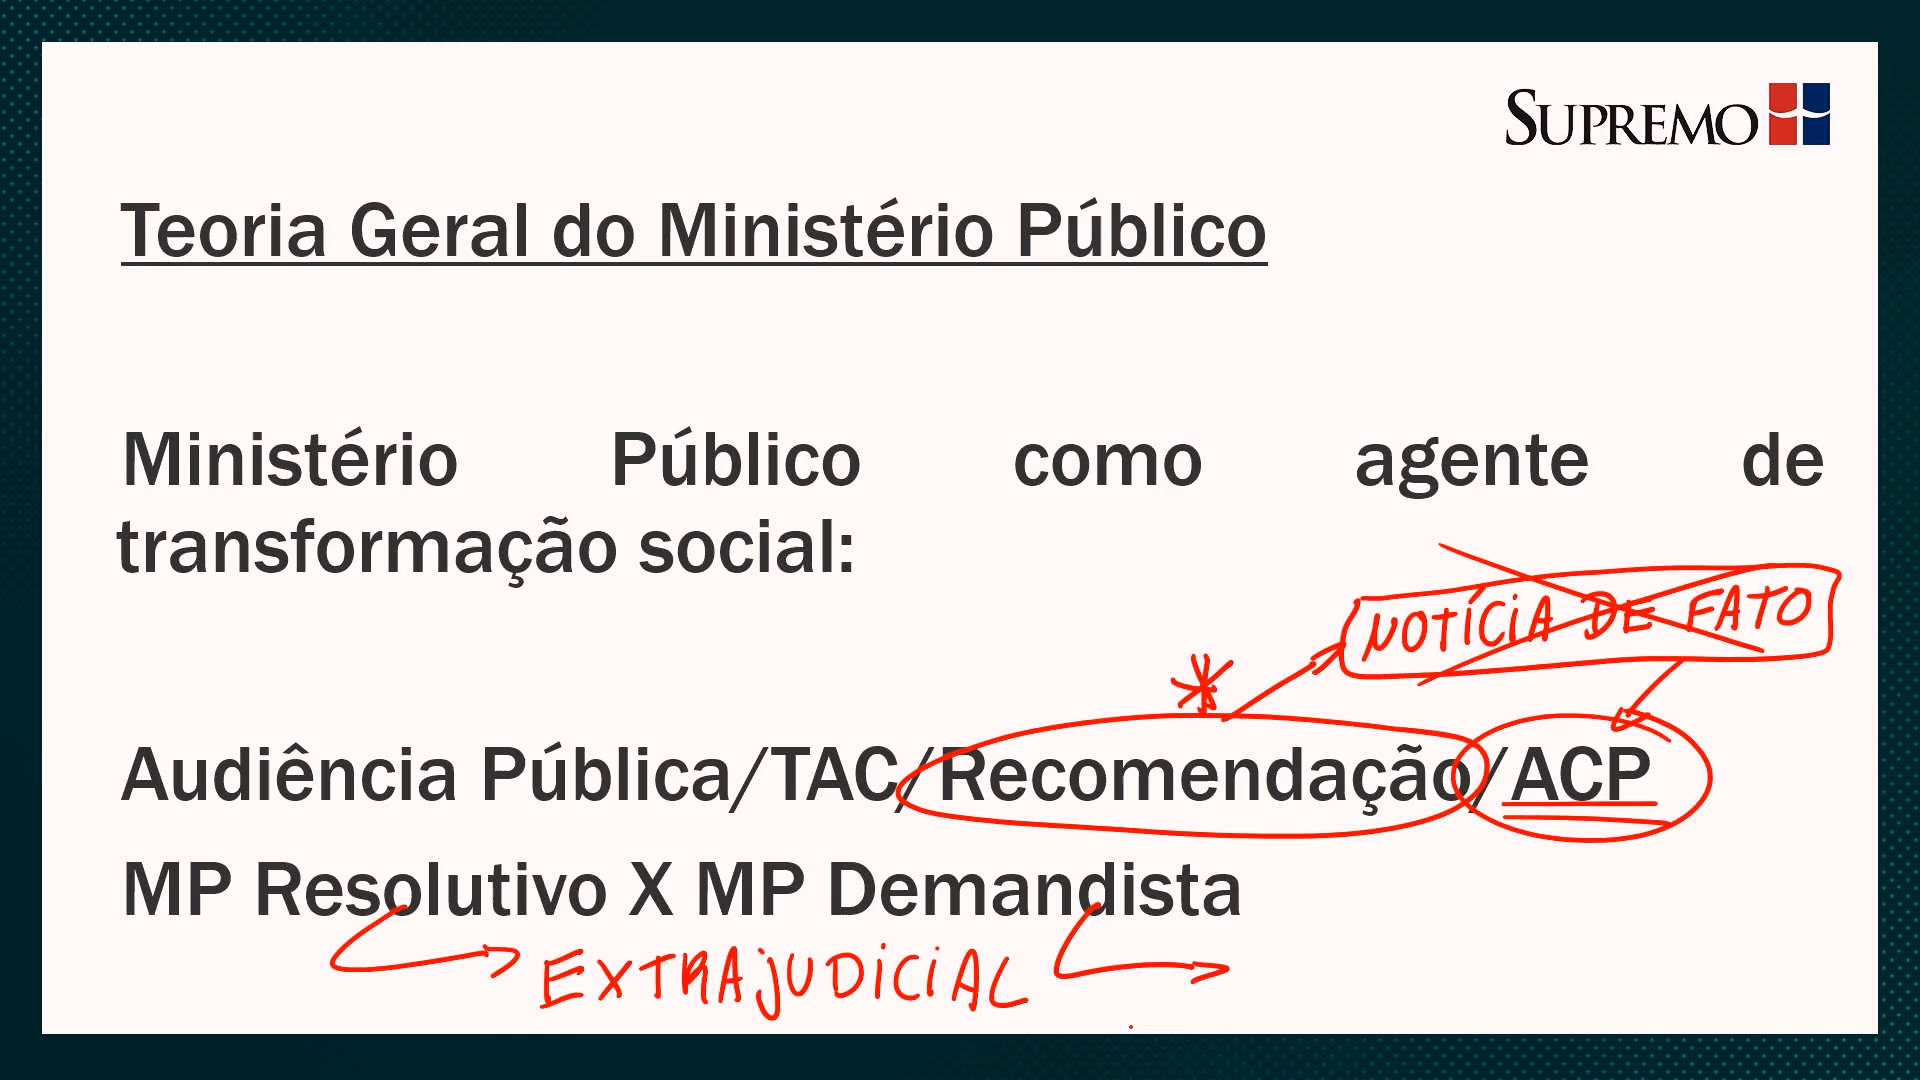 SUPREMO
Teoria Geral do Ministério Público
Ministério Público como agente de
transformação social:
NOTÍCIA DE FATO
*
Audiência Pública/TAC/Recomendação/ACP
MP Resolutivo X MP Demandista
EXTRAJUDICIAL